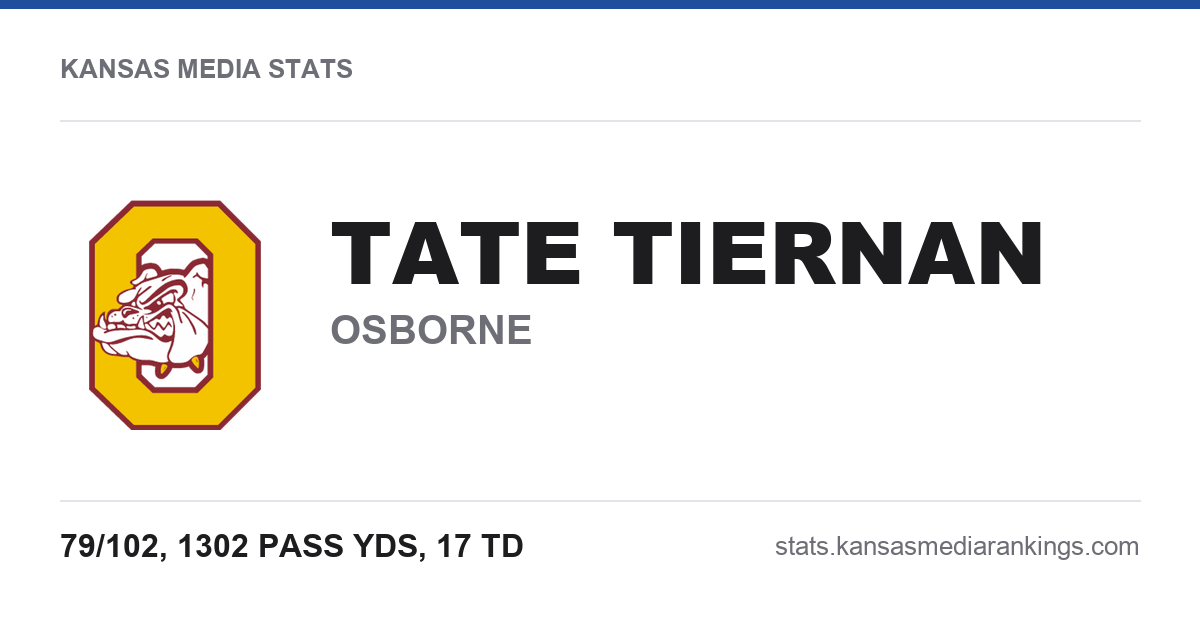 KANSAS MEDIA STATS
TATE TIERNAN
OSBORNE
79/102, 1302 PASS YDS, 17 TD
stats.kansasmediarankings.com